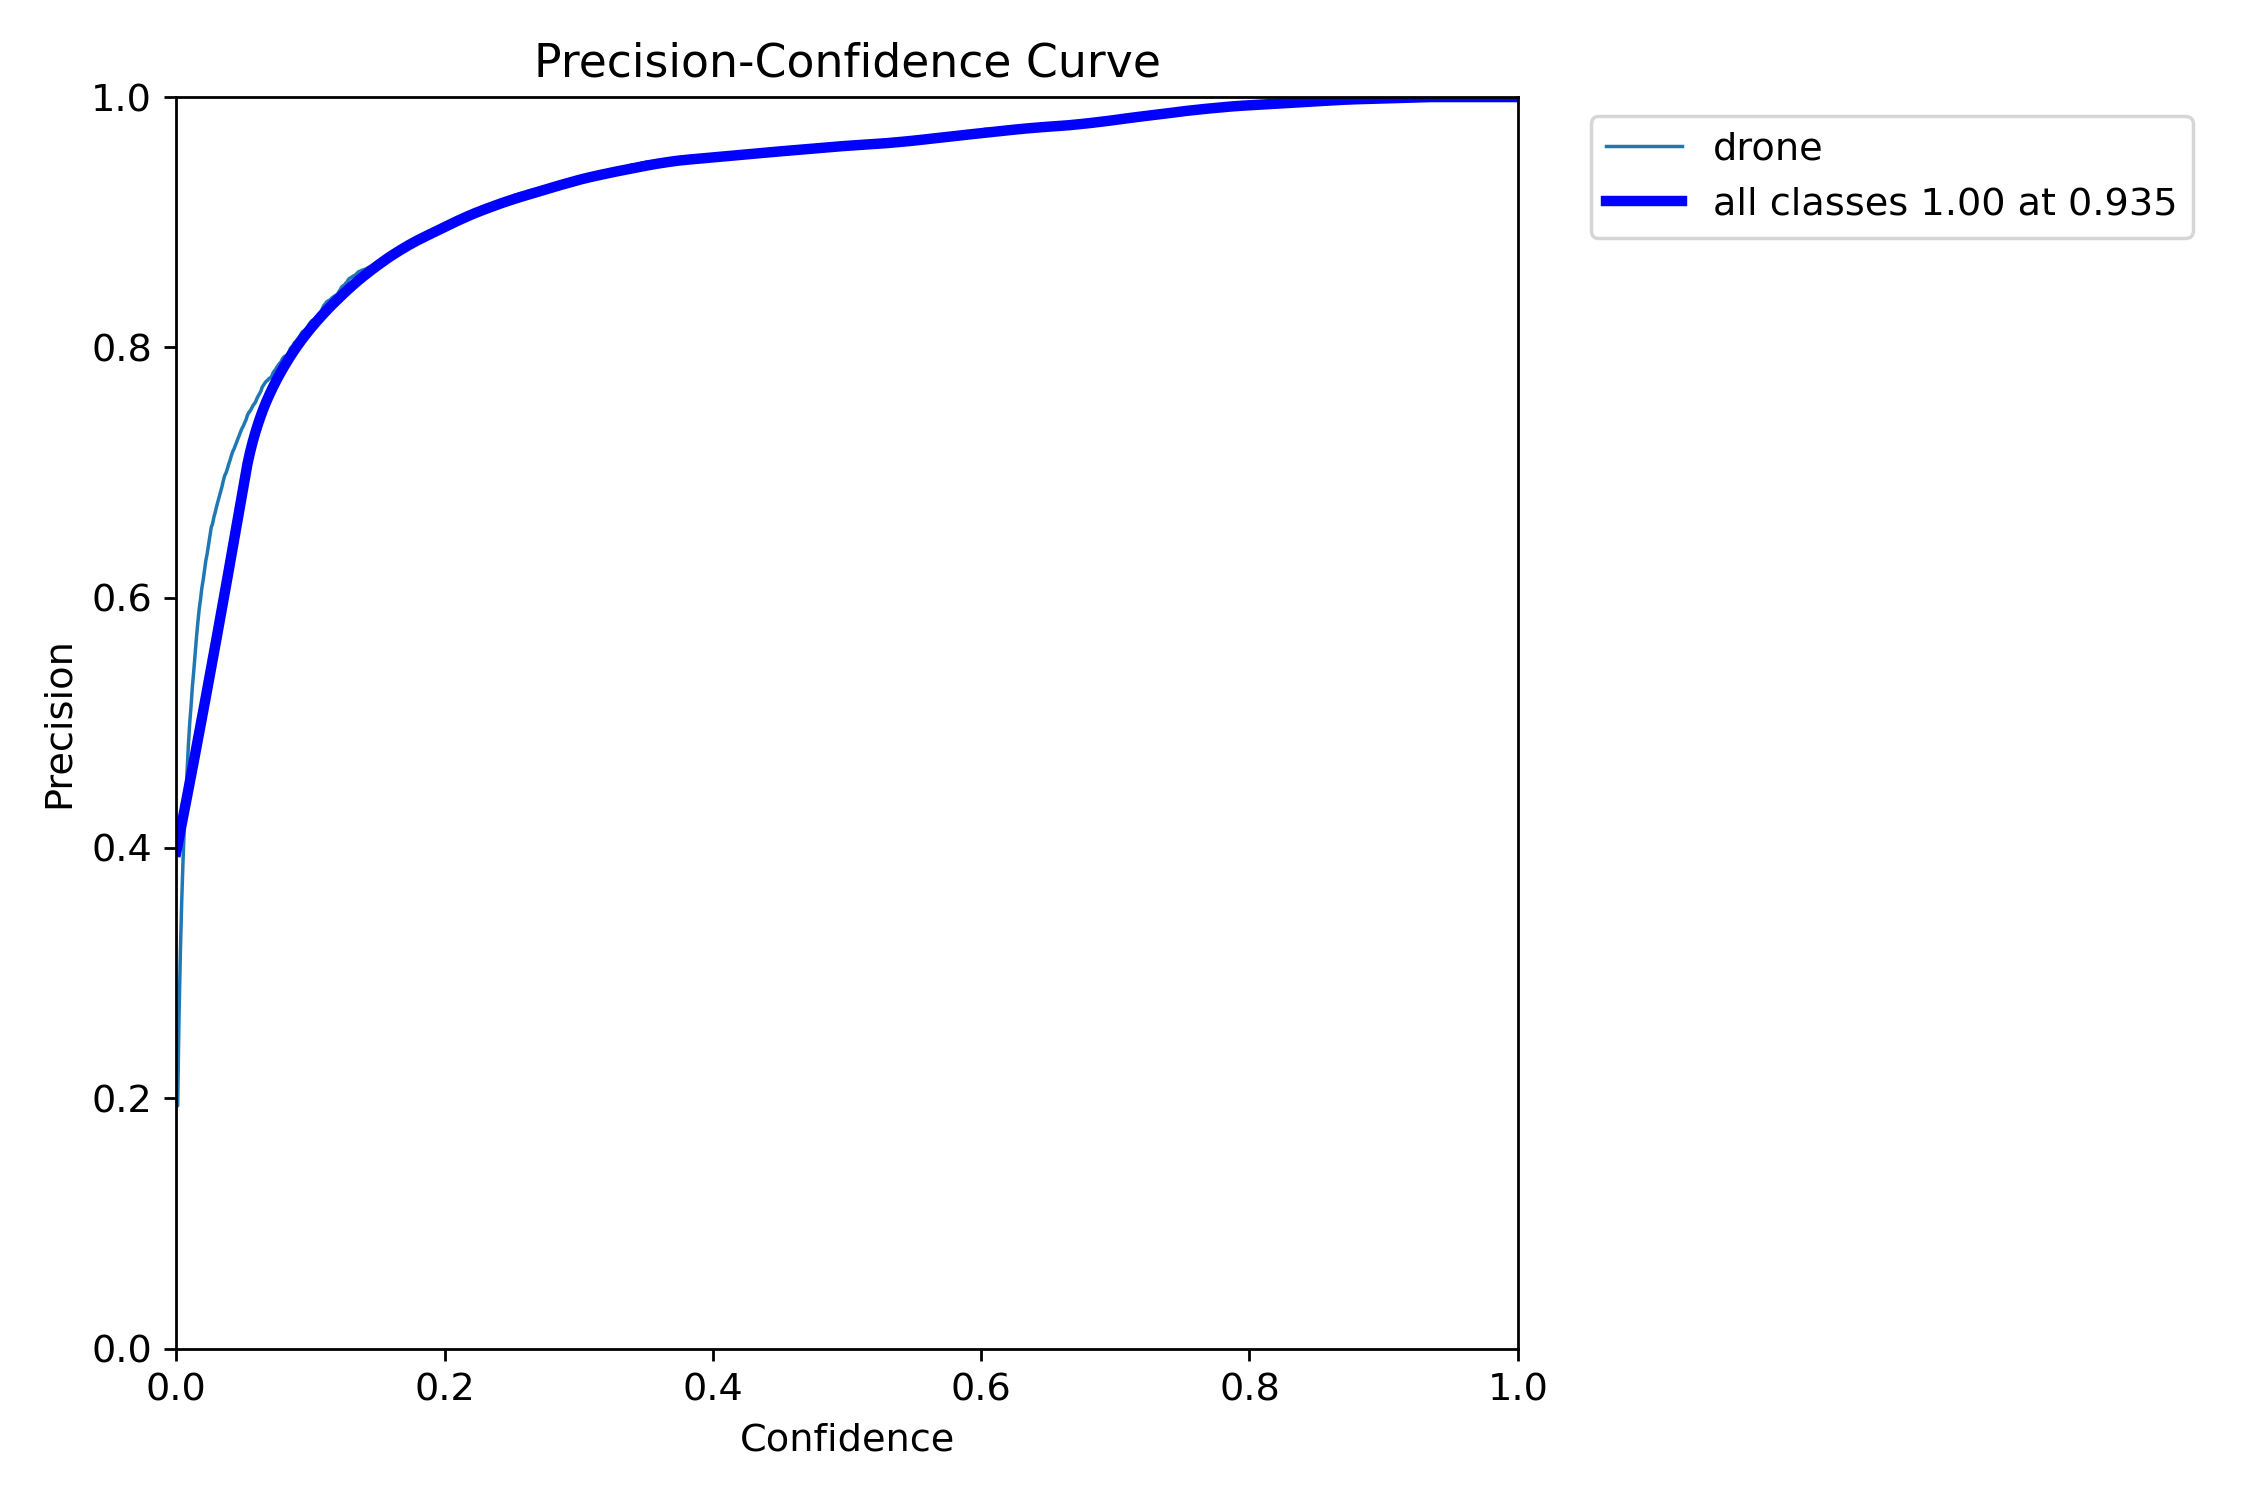 Precision-Confidence Curve
1.0
0.8
0.6
0.4
0.2
0.0
Precision
0.0 0.2 0.4 0.6 0.8 1.0
Confidence
drone
all classes 1.00 at 0.935